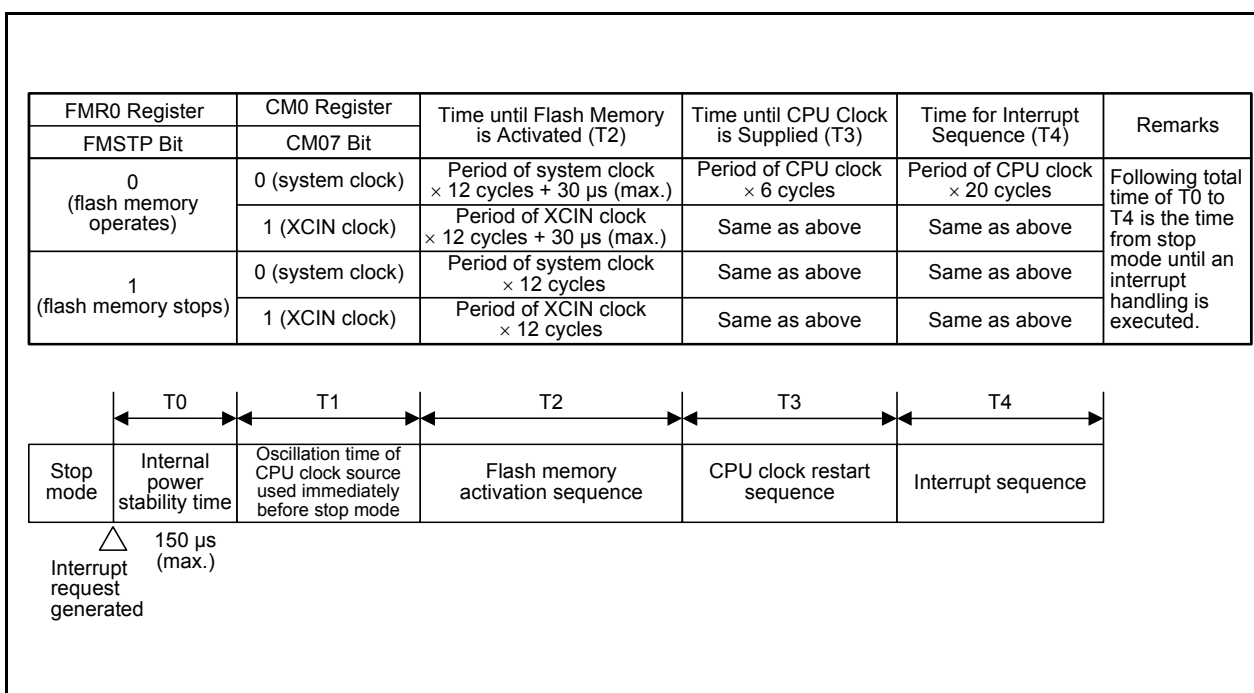 FMR0 Register
CM0 Register
Time until Flash Memory
is Activated (T2)
Time until CPU Clock
is Supplied (T3)
Time for Interrupt
Sequence (T4)
Remarks
FMSTP Bit
CM07 Bit
0
(flash memory
operates)
0 (system clock)
Period of system clock
× 12 cycles + 30 µs (max.)
Period of CPU clock
× 6 cycles
Period of CPU clock
× 20 cycles
Following total
time of T0 to
T4 is the time
from stop
mode until an
interrupt
handling is
executed.
1 (XCIN clock)
Period of XCIN clock
× 12 cycles + 30 µs (max.)
Same as above
Same as above
1
(flash memory stops)
0 (system clock)
Period of system clock
× 12 cycles
Same as above
Same as above
1 (XCIN clock)
Period of XCIN clock
× 12 cycles
Same as above
Same as above
T0
T1
T2
T3
T4
Stop
mode
Internal
power
stability time
Oscillation time of
CPU clock source
used immediately
before stop mode
Flash memory
activation sequence
CPU clock restart
sequence
Interrupt sequence
150 µs
(max.)
Interrupt
request
generated